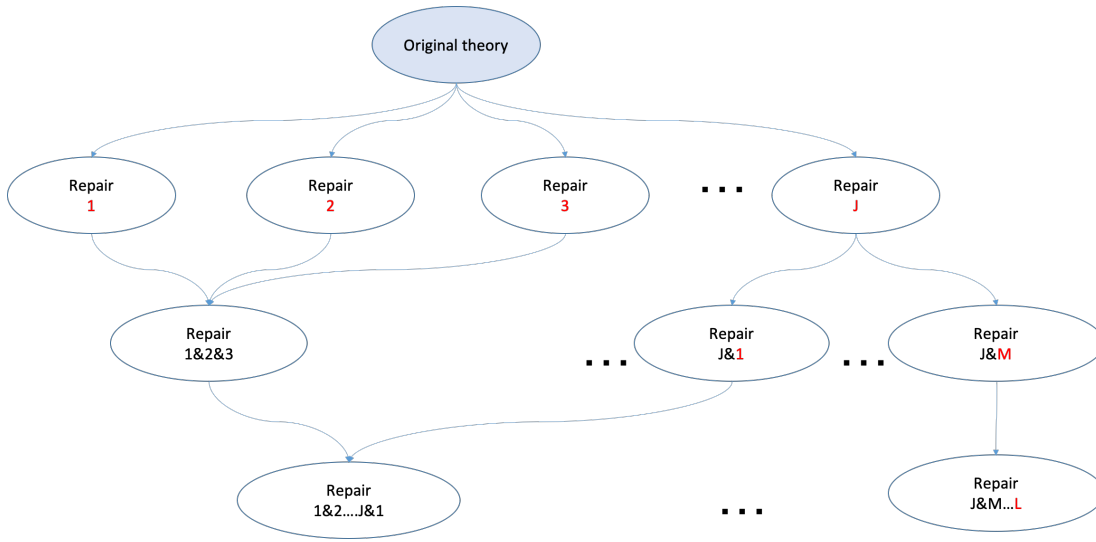 Original theory
Repair
1
Repair
2
Repair
3
...
Repair
J
Repair
1&2&3
...
Repair
J&1
...
Repair
J&M
Repair
1&2....J&1
...
Repair
J&M...L